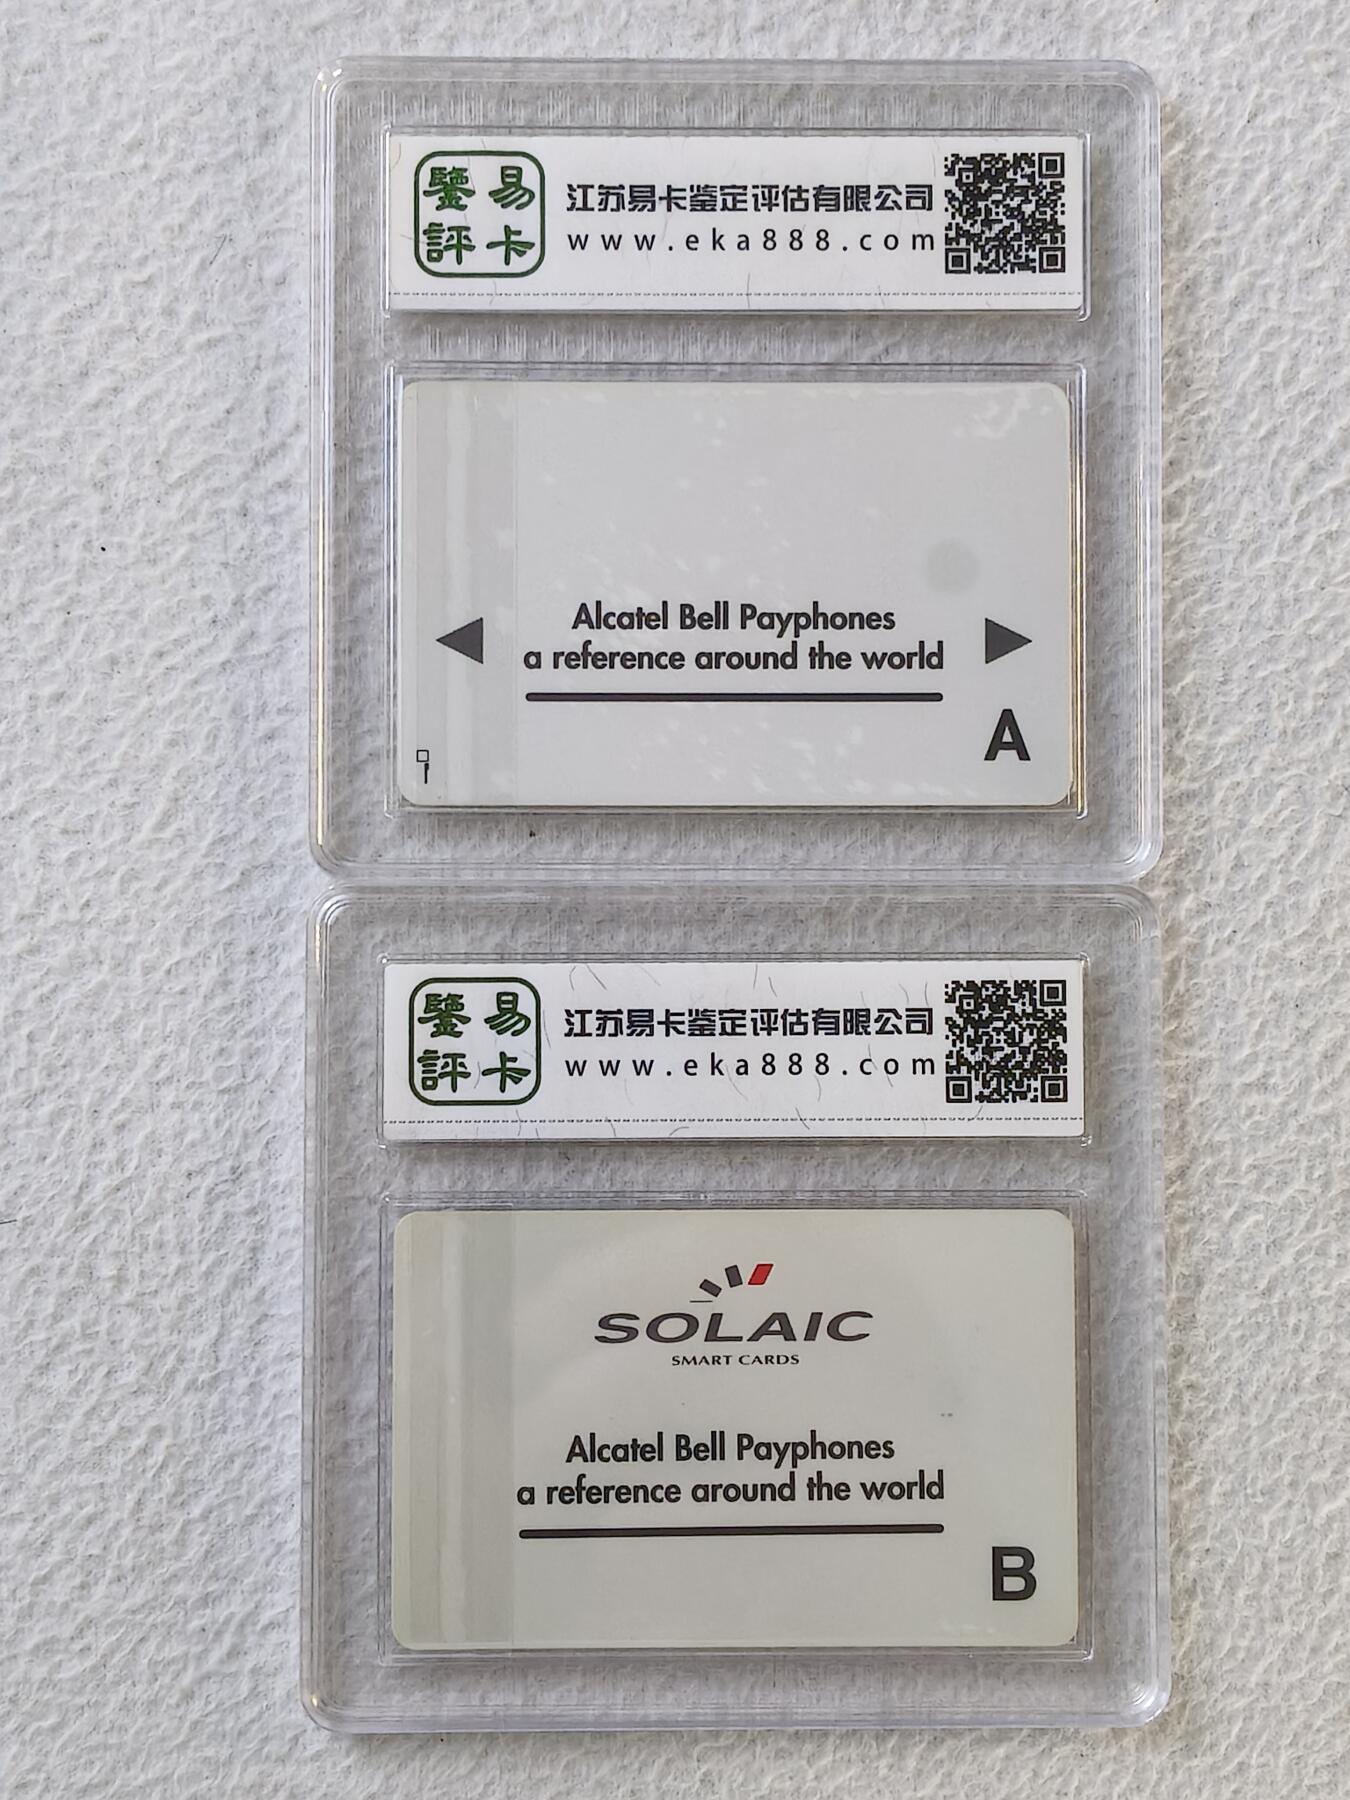 鑒易
評卡
江苏易卡鉴定评估有限公司
www.eka888.com
Alcatel Bell Payphones
a reference around the world
A
鑒易
評卡
江苏易卡鉴定评估有限公司
www.eka888.com
SOLAIC
SMART CARDS
Alcatel Bell Payphones
a reference around the world
B